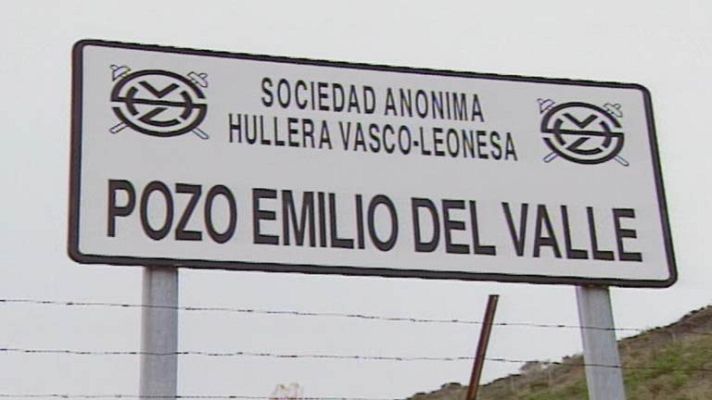 SOCIEDAD ANONIMA
HULLERA VASCO-LEONESA
POZO EMILIO DEL VALLE